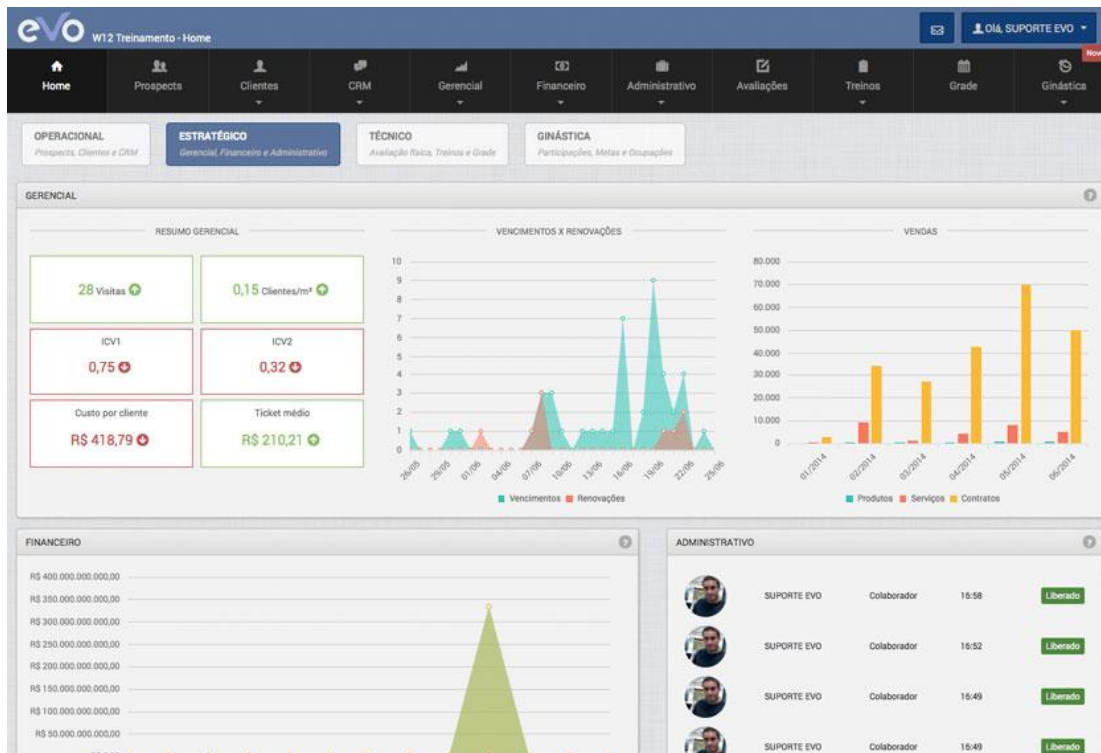 evo W12 Treinamento - Home
Olá, SUPORTE EVO
Nov
Home Prospects Clientes CRM Gerencial Financeiro Administrativo Avaliações Treinos Grade Ginástica
OPERACIONAL
Prospects, Clientes e CRM
ESTRATÉGICO
Gerencial, Financeiro e Administrativo
TÉCNICO
Avaliação física, Treinos e Grade
GINÁSTICA
Participações, Metas e Ocupações
GERENCIAL
RESUMO GERENCIAL
28 Visitas
0,15 Clientes/m²
ICV1
0,75
ICV2
0,32
Custo por cliente
R$ 418,79
Ticket médio
R$ 210,21
VENCIMENTOS X RENOVAÇÕES
10
9
8
7
6
5
4
3
2
1
0
26/05 29/05 01/06 04/06 07/06 10/06 13/06 16/06 19/06 22/06 25/06
Vencimentos Renovações
VENDAS
80.000
70.000
60.000
50.000
40.000
30.000
20.000
10.000
0
01/2014 02/2014 03/2014 04/2014 05/2014 06/2014
Produtos Serviços Contratos
FINANCEIRO
R$ 400.000.000.000,00
R$ 350.000.000.000,00
R$ 300.000.000.000,00
R$ 250.000.000.000,00
R$ 200.000.000.000,00
R$ 150.000.000.000,00
R$ 100.000.000.000,00
R$ 50.000.000.000,00
ADMINISTRATIVO
SUPORTE EVO Colaborador 16:58 Liberado
SUPORTE EVO Colaborador 16:52 Liberado
SUPORTE EVO Colaborador 16:49 Liberado
SUPORTE EVO Colaborador 16:49 Liberado